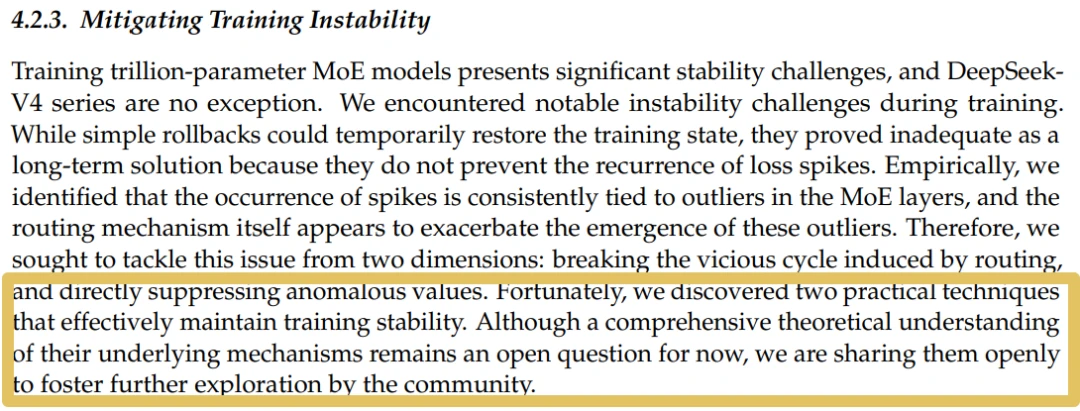 4.2.3. Mitigating Training Instability
Training trillion-parameter MoE models presents significant stability challenges, and DeepSeek-
V4 series are no exception. We encountered notable instability challenges during training.
While simple rollbacks could temporarily restore the training state, they proved inadequate as a
long-term solution because they do not prevent the recurrence of loss spikes. Empirically, we
identified that the occurrence of spikes is consistently tied to outliers in the MoE layers, and the
routing mechanism itself appears to exacerbate the emergence of these outliers. Therefore, we
sought to tackle this issue from two dimensions: breaking the vicious cycle induced by routing,
and directly suppressing anomalous values. Fortunately, we discovered two practical techniques
that effectively maintain training stability. Although a comprehensive theoretical understanding
of their underlying mechanisms remains an open question for now, we are sharing them openly
to foster further exploration by the community.